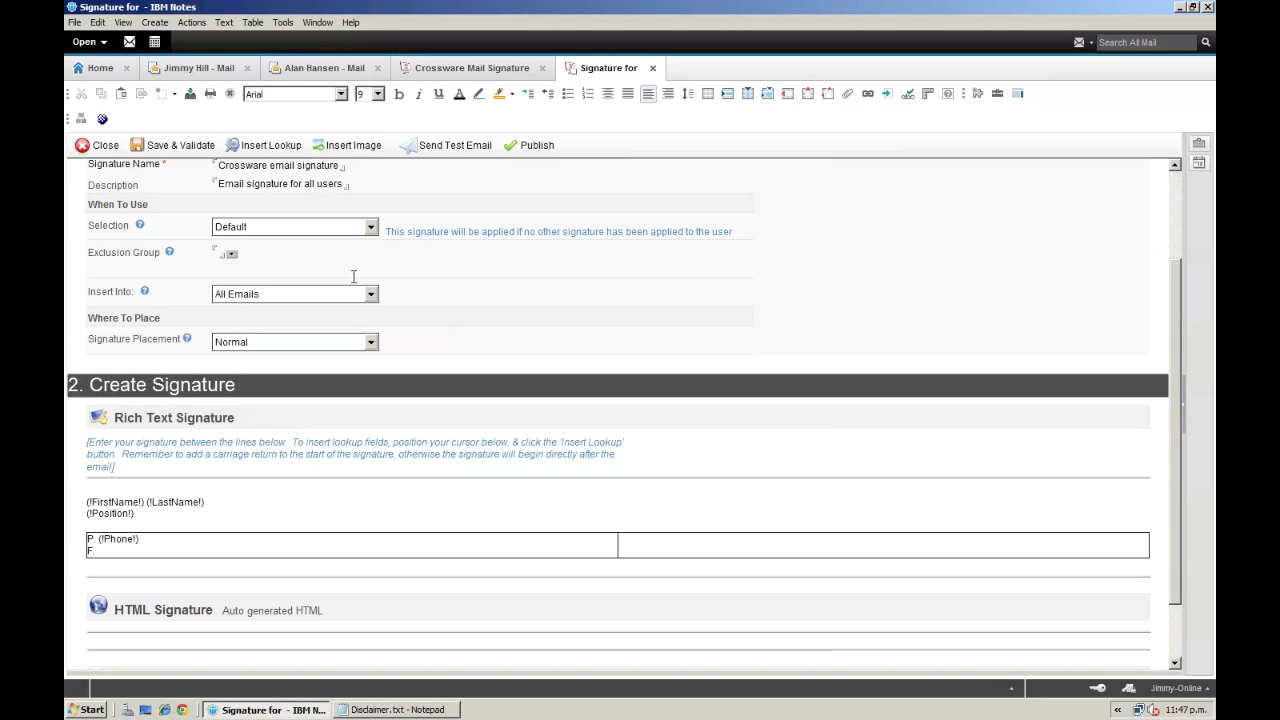 Signature for - IBM Notes
File Edit View Create Actions Text Table Tools Window Help
Open
Search All Mail
Home Jimmy Hill - Mail Alan Hansen - Mail Crossware Mail Signature Signature for
Arial 9 b i U A
Close Save & Validate Insert Lookup Insert Image Send Test Email Publish
Signature Name * Crossware email signature
Description Email signature for all users
When To Use
Selection Default This signature will be applied if no other signature has been applied to the user
Exclusion Group
Insert Into: All Emails
Where To Place
Signature Placement Normal
2. Create Signature
Rich Text Signature
[Enter your signature between the lines below. To insert lookup fields, position your cursor below, & click the 'Insert Lookup'
button. Remember to add a carriage return to the start of the signature, otherwise the signature will begin directly after the
email]
(!FirstName!) (!LastName!)
(!Position!)
P. (!Phone!)
F.
HTML Signature Auto generated HTML
Jimmy-Online
Start Signature for - IBM N... Disclaimer.txt - Notepad 11:47 p.m.